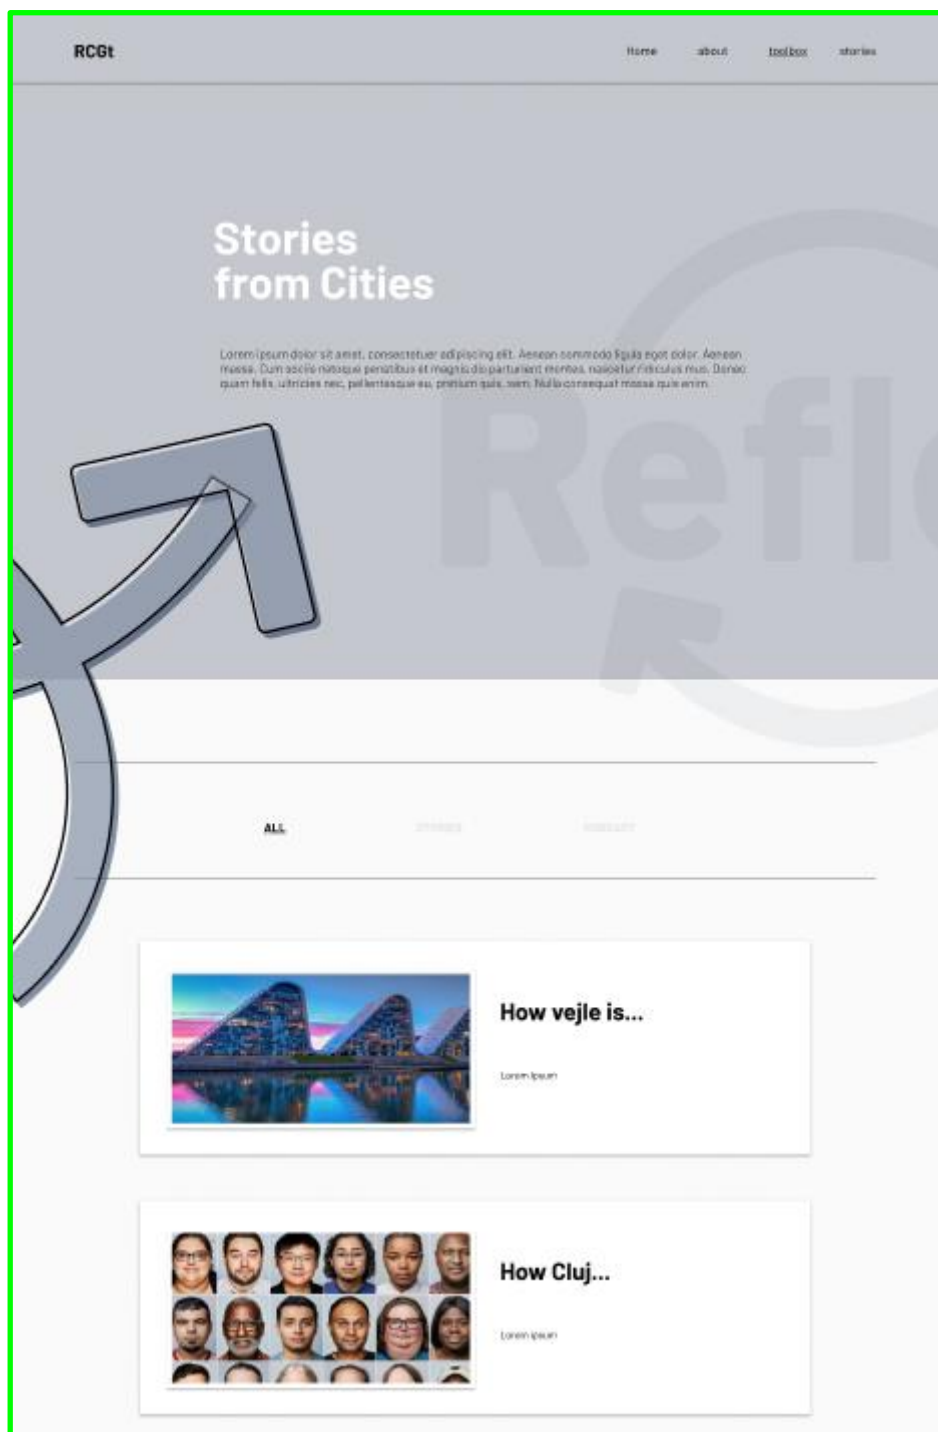 RCGt
Home about toolbox stories
Stories
from Cities
Lorem ipsum dolor sit amet, consectetuer adipiscing elit. Aenean commodo ligula eget dolor. Aenean
massa. Cum sociis natoque penatibus et magnis dis parturient montes, nascetur ridiculus mus. Donec
quam felis, ultricies nec, pellentesque eu, pretium quis, sem. Nulla consequat massa quis enim.
Refle
ALL STORIES PODCAST
How vejle is...
Lorem Ipsum
How Cluj...
Lorem ipsum